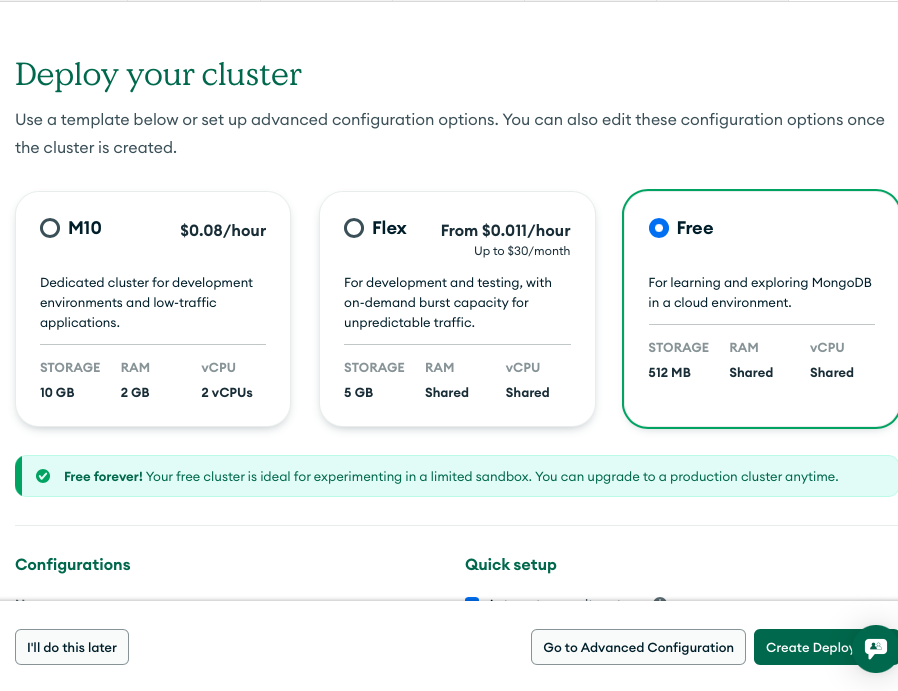 Deploy your cluster
Use a template below or set up advanced configuration options. You can also edit these configuration options once
the cluster is created.
M10 $0.08/hour
Dedicated cluster for development
environments and low-traffic
applications.
STORAGE RAM vCPU
10 GB 2 GB 2 vCPUs
Flex From $0.011/hour
Up to $30/month
For development and testing, with
on-demand burst capacity for
unpredictable traffic.
STORAGE RAM vCPU
5 GB Shared Shared
Free
For learning and exploring MongoDB
in a cloud environment.
STORAGE RAM vCPU
512 MB Shared Shared
Free forever! Your free cluster is ideal for experimenting in a limited sandbox. You can upgrade to a production cluster anytime.
Configurations
Quick setup
I'll do this later
Go to Advanced Configuration
Create Deploy